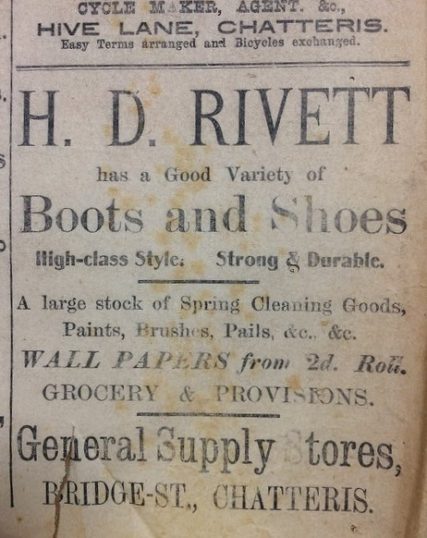 CYCLE MAKER, AGENT. &c.,
HIVE LANE, CHATTERIS.
Easy Terms arranged and Bicycles exchanged.
H. D. RIVETT
has a Good Variety of
Boots and Shoes
High-class Style. Strong & Durable.
A large stock of Spring Cleaning Goods,
Paints, Brushes, Pails, &c., &c.
WALL PAPERS from 2d. Roll.
GROCERY & PROVISIONS.
General Supply Stores,
BRIDGE-ST., CHATTERIS.